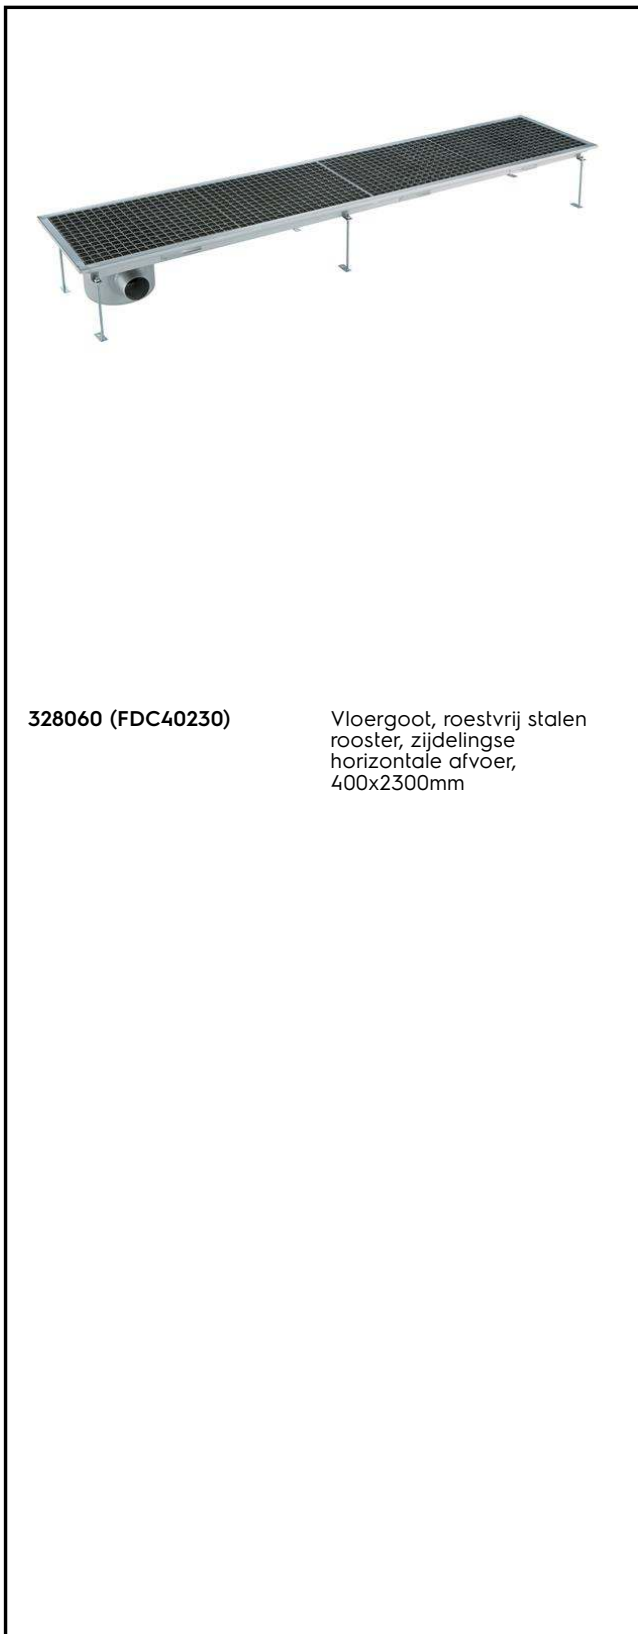 328060 (FDC40230)
Vloergoot, roestvrij stalen
rooster, zijdelingse
horizontale afvoer,
400x2300mm